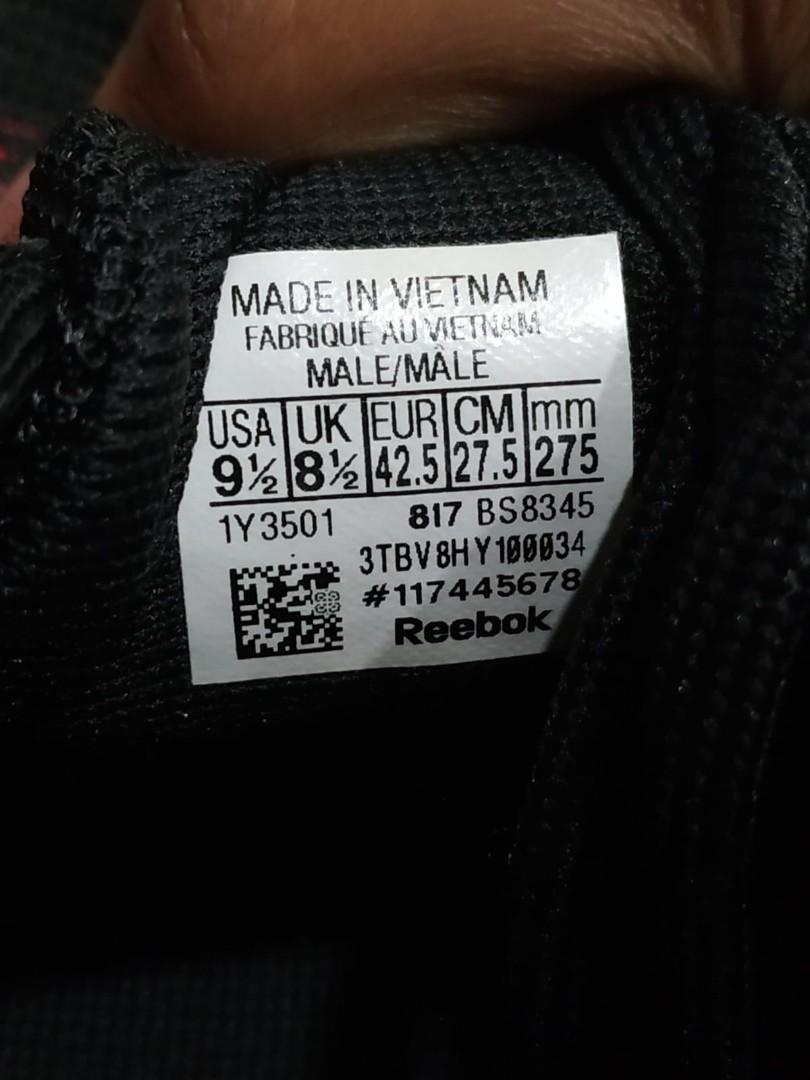 MADE IN VIETNAM
FABRIQUÉ AU VIETNAM
MALE/MÂLE
USA UK EUR CM mm
9½ 8½ 42.5 27.5 275
1Y3501 817 BS8345
3TBV8HY100034
#117445678
Reebok